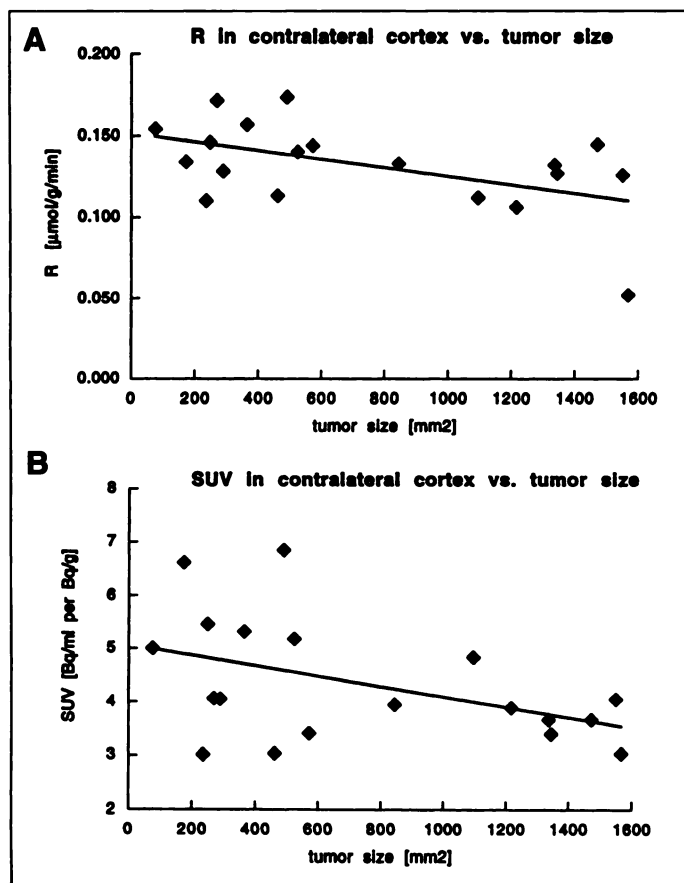 A
R in contralateral cortex vs. tumor size
0.200
0.150
0.100
0.050
0.000
R [µmol/g/min]
0 200 400 600 800 1000 1200 1400 1600
tumor size [mm2]
B
SUV in contralateral cortex vs. tumor size
8
7
6
5
4
3
2
SUV [Bq/ml per Bq/g]
0 200 400 600 800 1000 1200 1400 1600
tumor size [mm2]